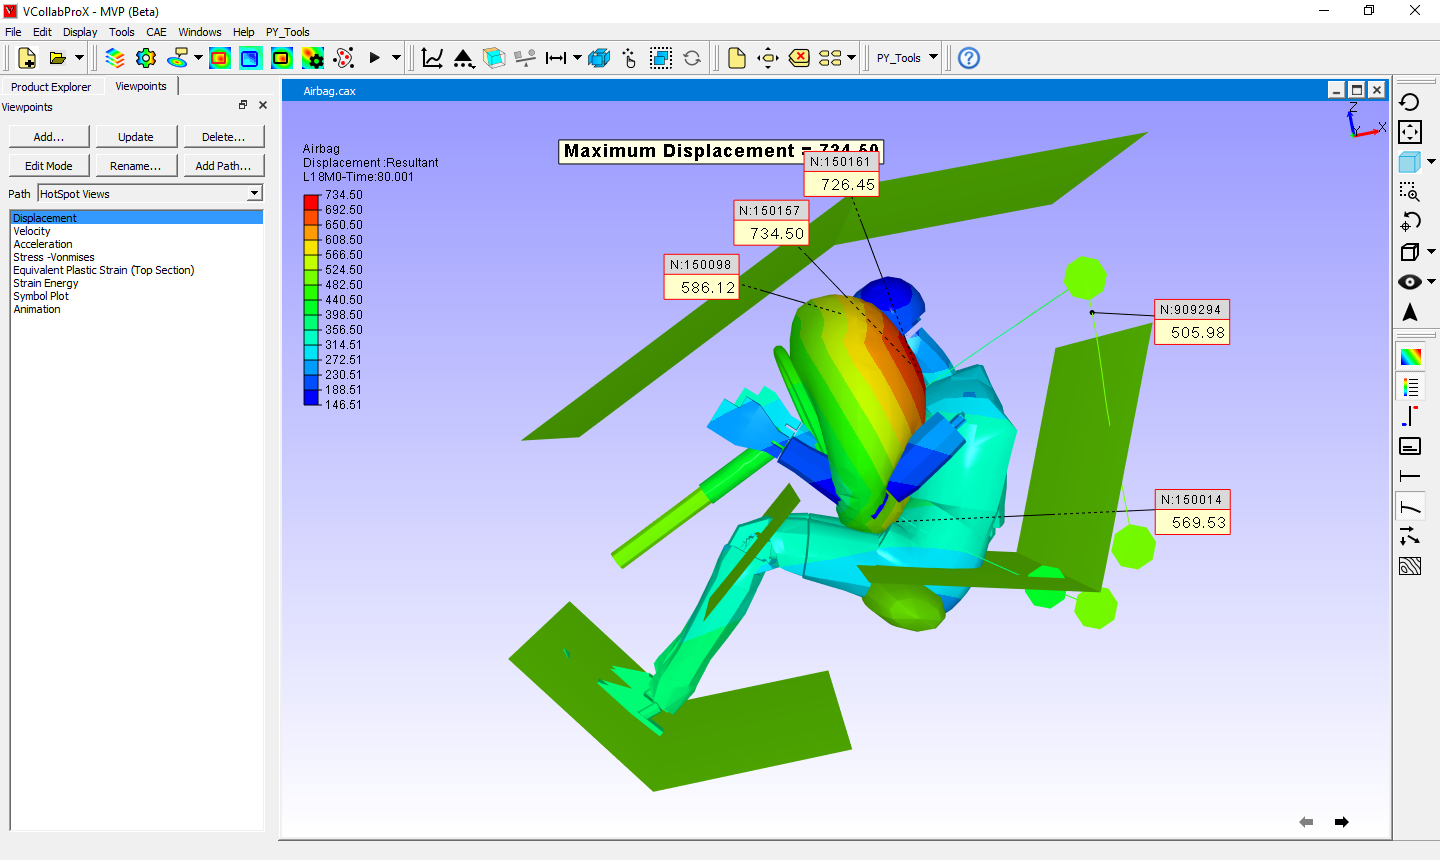 VCollabProX - MVP (Beta)
File Edit Display Tools CAE Windows Help PY_Tools
PY_Tools
Product Explorer Viewpoints
Viewpoints
Add... Update Delete...
Edit Mode Rename... Add Path...
Path HotSpot Views
Displacement
Velocity
Acceleration
Stress -Vonmises
Equivalent Plastic Strain (Top Section)
Strain Energy
Symbol Plot
Animation
Airbag.cax
Z
X
Y
Airbag
Displacement :Resultant
L18M0-Time:80.001
734.50
692.50
650.50
608.50
566.50
524.50
482.50
440.50
398.50
356.50
314.51
272.51
230.51
188.51
146.51
Maximum Displacement = 734.50
N:150161
726.45
N:150157
734.50
N:150098
586.12
N:909294
505.98
N:150014
569.53